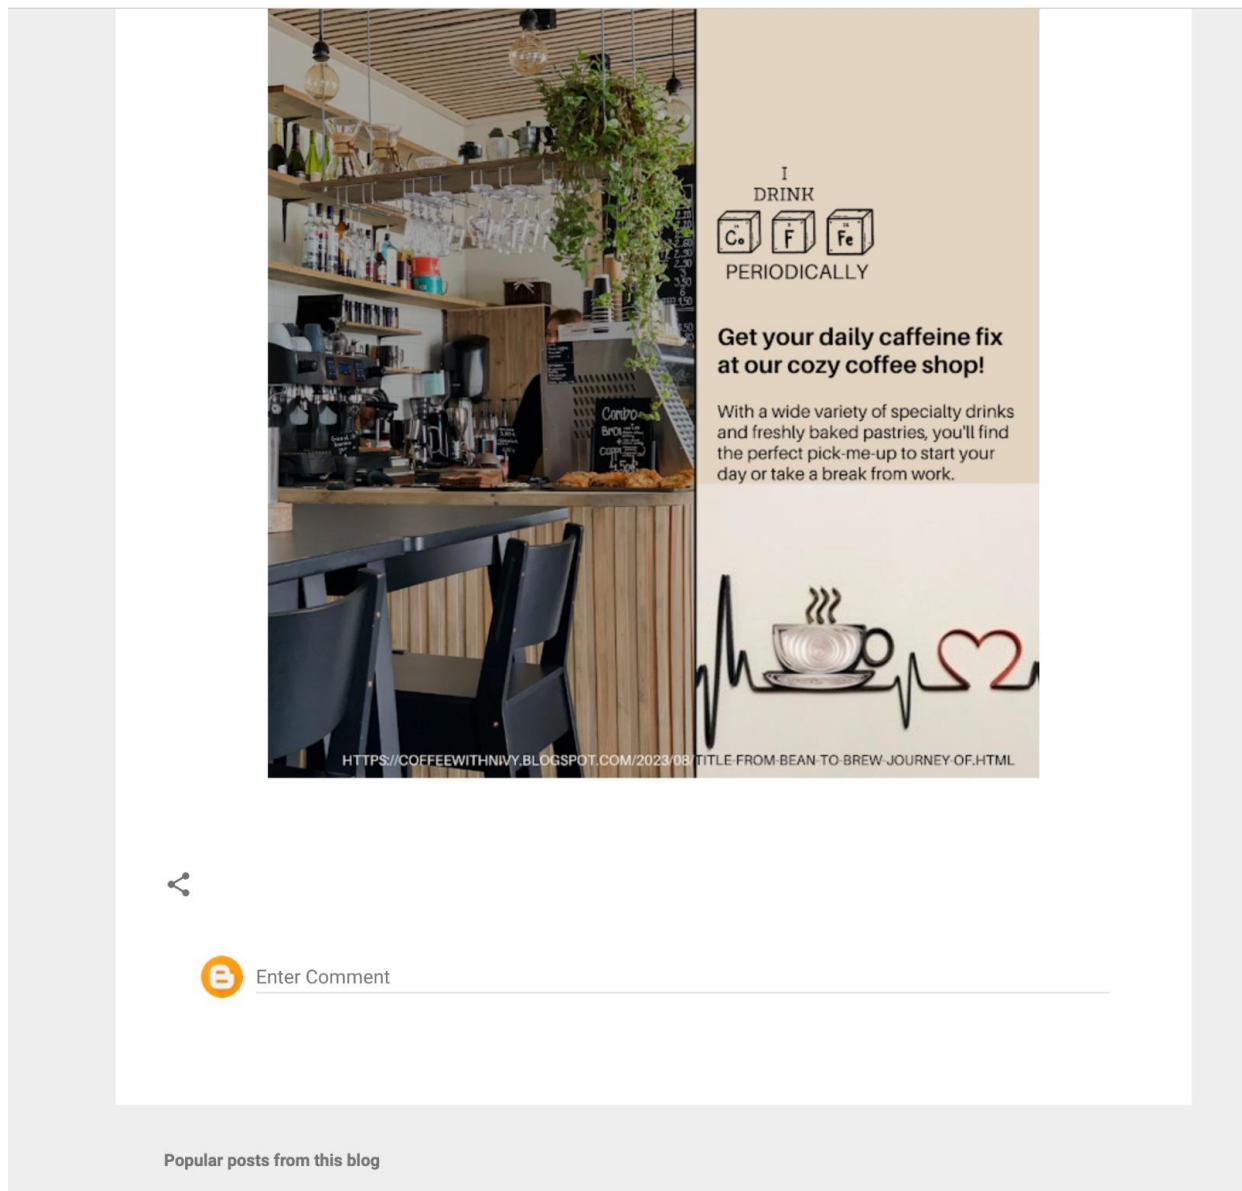 I
DRINK
Co F Fe
PERIODICALLY
Get your daily caffeine fix
at our cozy coffee shop!
With a wide variety of specialty drinks
and freshly baked pastries, you'll find
the perfect pick-me-up to start your
day or take a break from work.
Combo
HTTPS://COFFEEWITHNIVY.BLOGSPOT.COM/2023/08/TITLE-FROM-BEAN-TO-BREW-JOURNEY-OF.HTML
Enter Comment
Popular posts from this blog